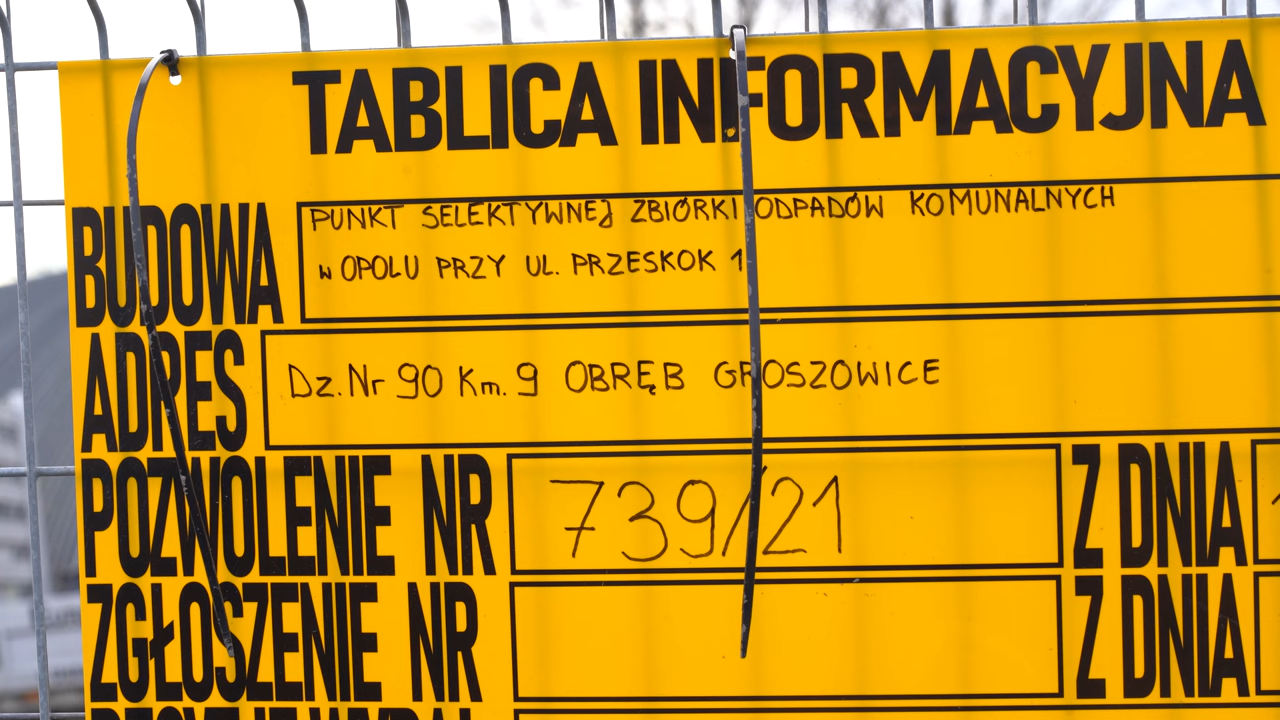 TABLICA INFORMACYJNA
BUDOWA PUNKT SELEKTYWNEJ ZBIÓRKI ODPADÓW KOMUNALNYCH
w OPOLU PRZY UL. PRZESKOK 1
ADRES Dz.Nr 90 Km.9 OBRĘB GROSZOWICE
POZWOLENIE NR 739/21 Z DNIA
ZGŁOSZENIE NR Z DNIA